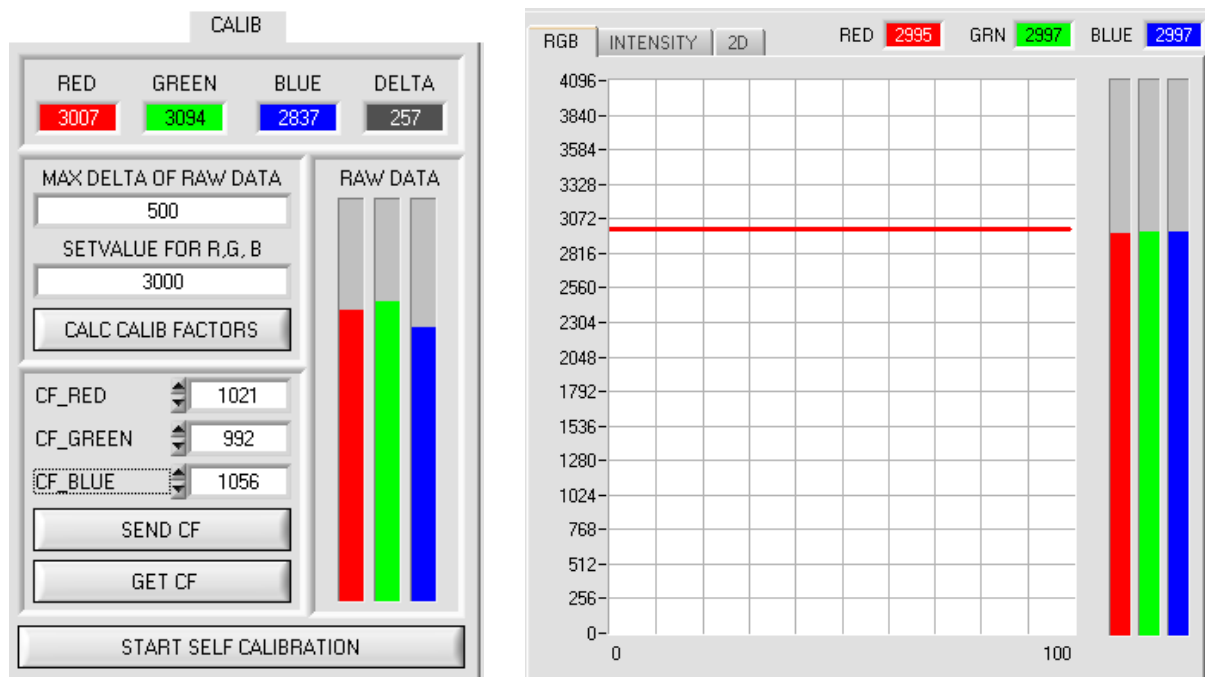 CALIB
RED GREEN BLUE DELTA
3007 3094 2837 257
MAX DELTA OF RAW DATA
500
SETVALUE FOR R,G, B
3000
CALC CALIB FACTORS
RAW DATA
CF_RED 1021
CF_GREEN 992
CF_BLUE 1056
SEND CF
GET CF
START SELF CALIBRATION
RGB INTENSITY 2D
RED 2995 GRN 2997 BLUE 2997
4096
3840
3584
3328
3072
2816
2560
2304
2048
1792
1536
1280
1024
768
512
256
0
0 100